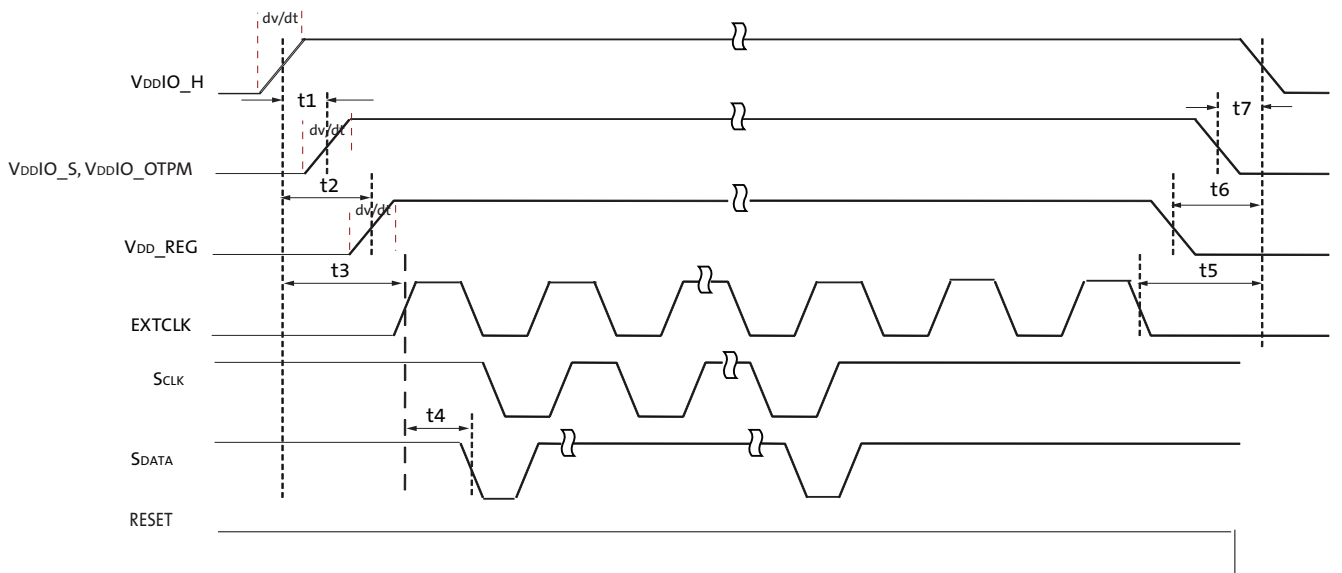 dv/dt
VDDIO_H
t1
t7
dv/dt
VDDIO_S, VDDIO_OTPM
t2
t6
dv/dt
VDD_REG
t3
t5
EXTCLK
SCLK
t4
SDATA
RESET